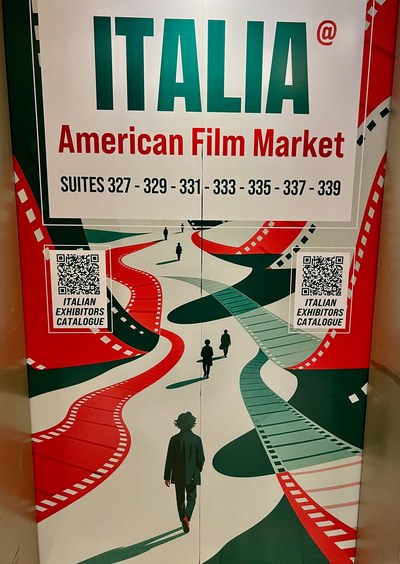 ITALIA@
American Film Market
SUITES 327 - 329 - 331 - 333 - 335 - 337 - 339
ITALIAN
EXHIBITORS
CATALOGUE
ITALIAN
EXHIBITORS
CATALOGUE